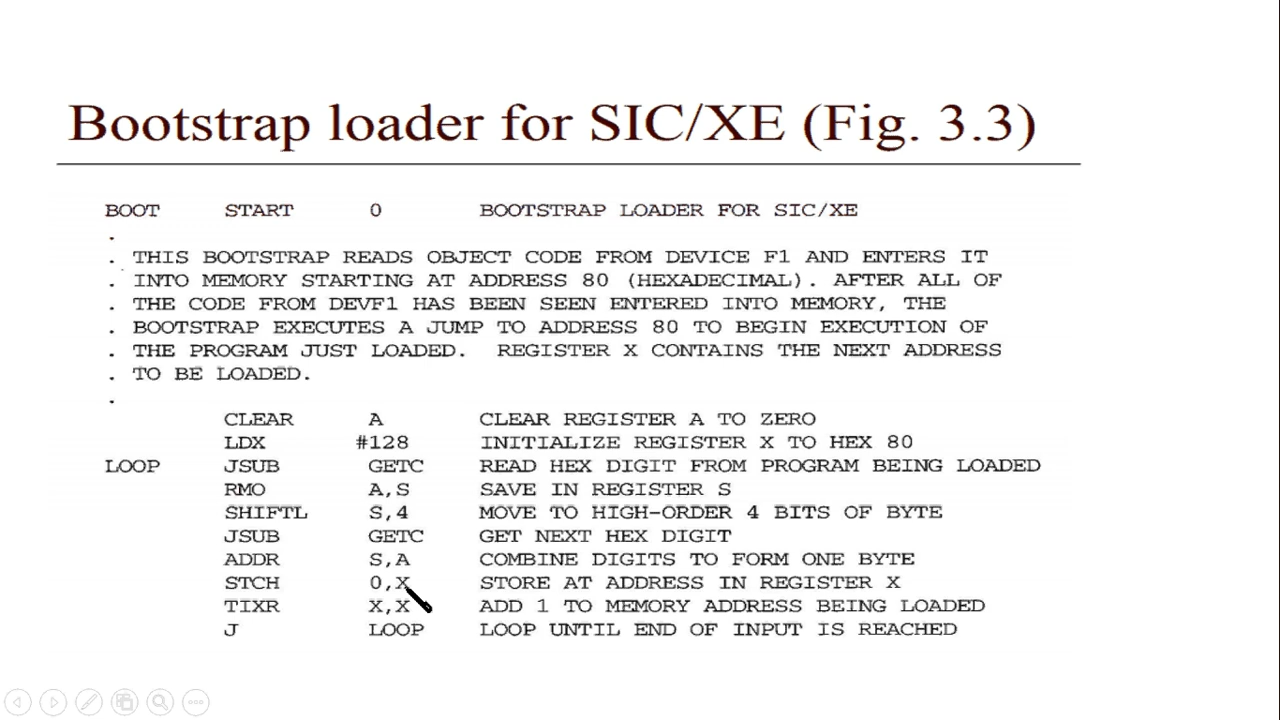 Bootstrap loader for SIC/XE (Fig. 3.3)
BOOT START 0 BOOTSTRAP LOADER FOR SIC/XE
.
. THIS BOOTSTRAP READS OBJECT CODE FROM DEVICE F1 AND ENTERS IT
. INTO MEMORY STARTING AT ADDRESS 80 (HEXADECIMAL). AFTER ALL OF
. THE CODE FROM DEVF1 HAS BEEN SEEN ENTERED INTO MEMORY, THE
. BOOTSTRAP EXECUTES A JUMP TO ADDRESS 80 TO BEGIN EXECUTION OF
. THE PROGRAM JUST LOADED. REGISTER X CONTAINS THE NEXT ADDRESS
. TO BE LOADED.
.
CLEAR A CLEAR REGISTER A TO ZERO
LDX #128 INITIALIZE REGISTER X TO HEX 80
LOOP JSUB GETC READ HEX DIGIT FROM PROGRAM BEING LOADED
RMO A,S SAVE IN REGISTER S
SHIFTL S,4 MOVE TO HIGH-ORDER 4 BITS OF BYTE
JSUB GETC GET NEXT HEX DIGIT
ADDR S,A COMBINE DIGITS TO FORM ONE BYTE
STCH 0,X STORE AT ADDRESS IN REGISTER X
TIXR X,X ADD 1 TO MEMORY ADDRESS BEING LOADED
J LOOP LOOP UNTIL END OF INPUT IS REACHED